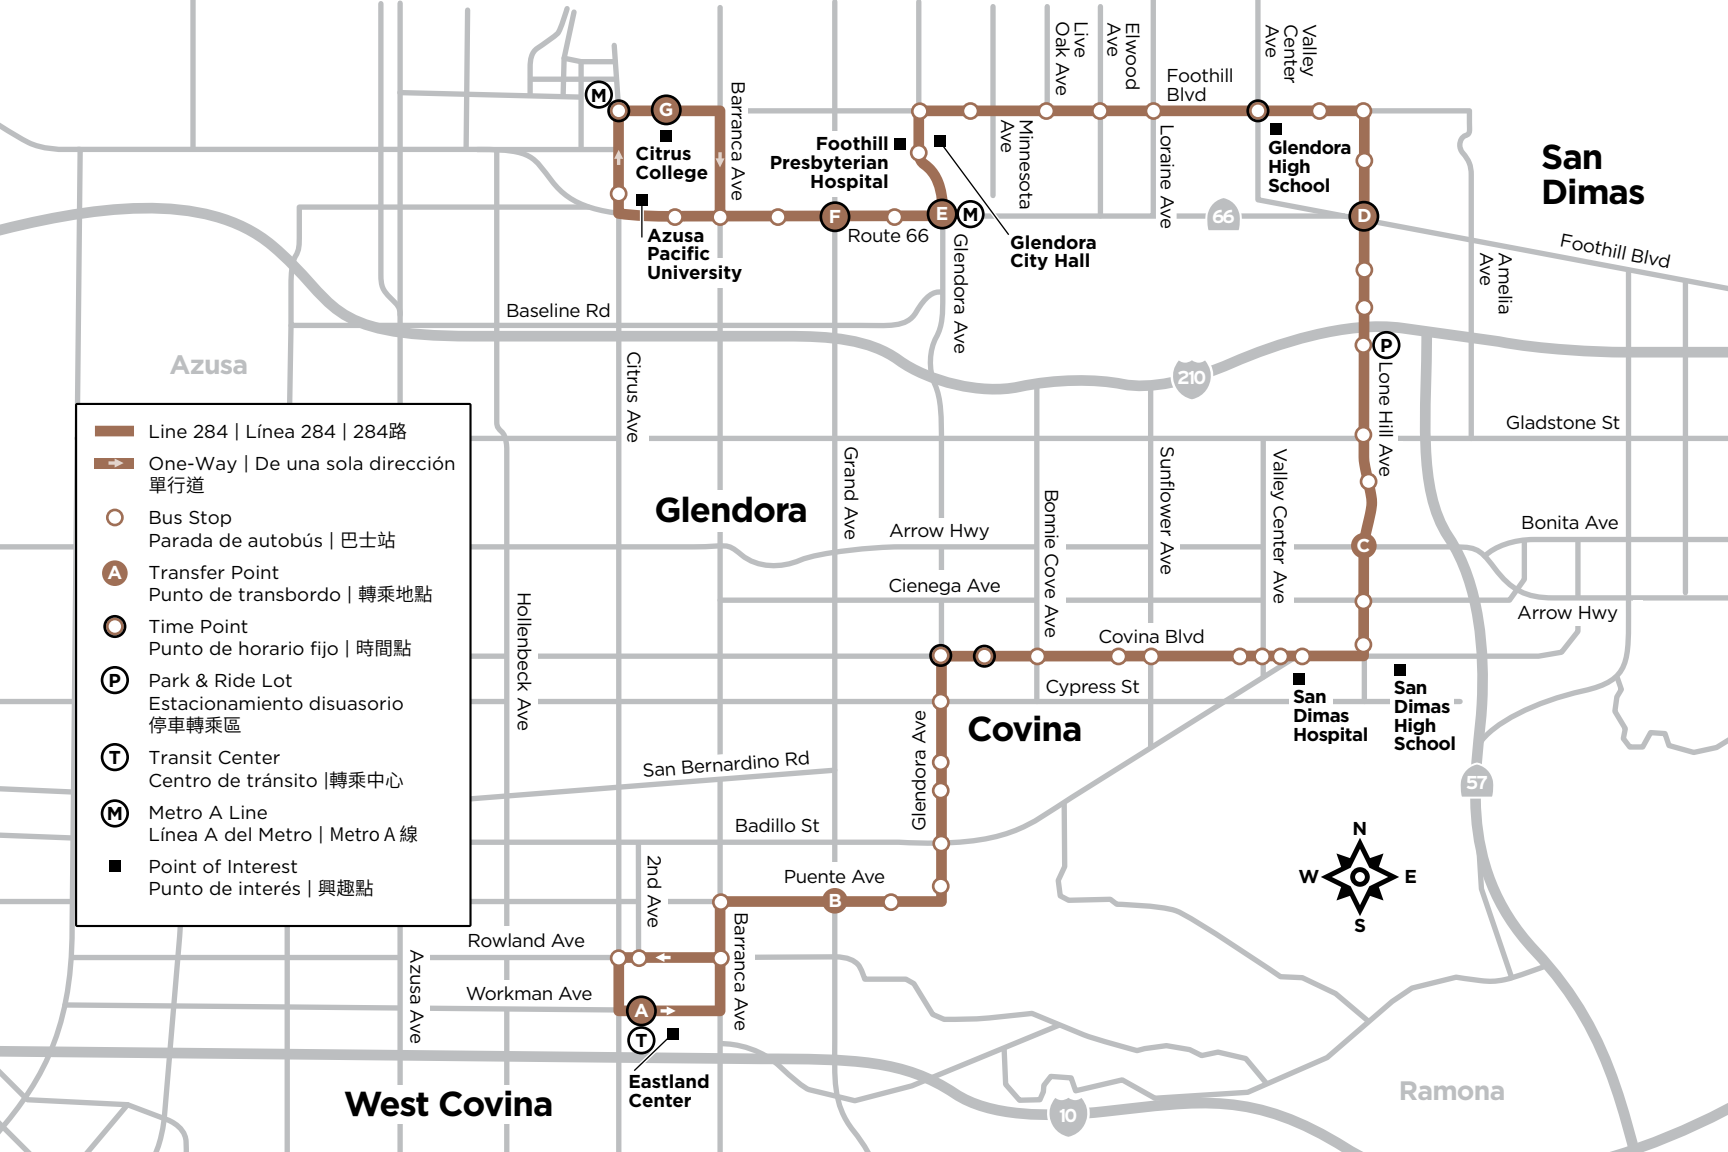 Live
Oak Ave
Elwood
Ave
Valley
Center
Ave
Foothill
Blvd
M
G
Barranca Ave
Citrus
College
Foothill
Presbyterian
Hospital
Minnesota
Ave
Loraine Ave
Glendora
High
School
San
Dimas
Azusa
Pacific
University
F
Route 66
E
M
Glendora
City Hall
66
D
Foothill Blvd
Amelia
Ave
Glendora Ave
Baseline Rd
Azusa
Citrus Ave
210
P
Lone Hill Ave
Gladstone St
Line 284 | Línea 284 | 284路
One-Way | De una sola dirección
單行道
Bus Stop
Parada de autobús | 巴士站
A
Transfer Point
Punto de transbordo | 轉乘地點
Time Point
Punto de horario fijo | 時間點
P
Park & Ride Lot
Estacionamiento disuasorio
停車轉乘區
T
Transit Center
Centro de tránsito |轉乘中心
M
Metro A Line
Línea A del Metro | Metro A 線
Point of Interest
Punto de interés | 興趣點
Glendora
Grand Ave
Arrow Hwy
Sunflower Ave
Valley Center Ave
Bonnie Cove Ave
C
Bonita Ave
Cienega Ave
Arrow Hwy
Hollenbeck Ave
Covina Blvd
Cypress St
San
Dimas
Hospital
San
Dimas
High
School
Covina
Glenpora Ave
San Bernardino Rd
57
Badillo St
2nd Ave
Puente Ave
B
N
W
E
S
Rowland Ave
Barranca Ave
Azusa Ave
Workman Ave
A
T
Eastland
Center
West Covina
10
Ramona